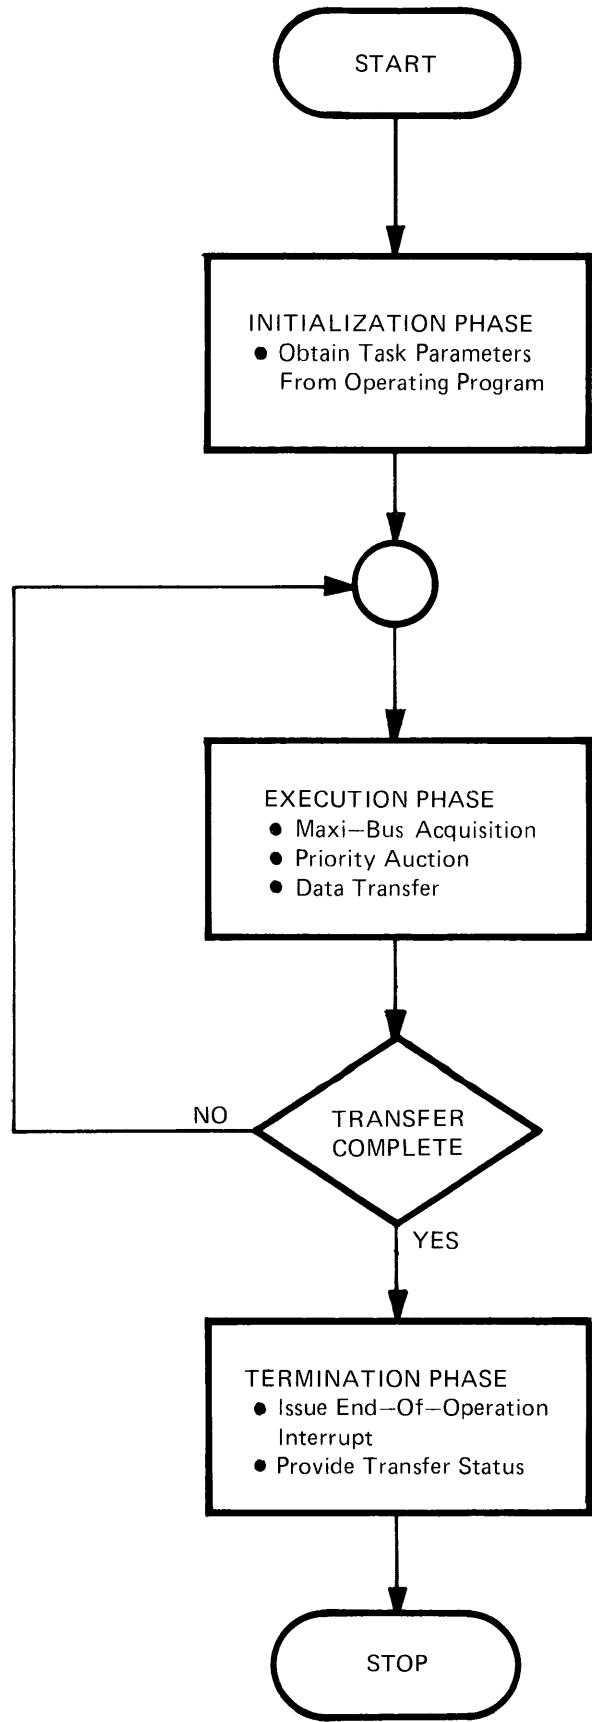 START
INITIALIZATION PHASE
● Obtain Task Parameters
From Operating Program
EXECUTION PHASE
● Maxi—Bus Acquisition
● Priority Auction
● Data Transfer
NO
TRANSFER
COMPLETE
YES
TERMINATION PHASE
● Issue End—Of—Operation
Interrupt
● Provide Transfer Status
STOP